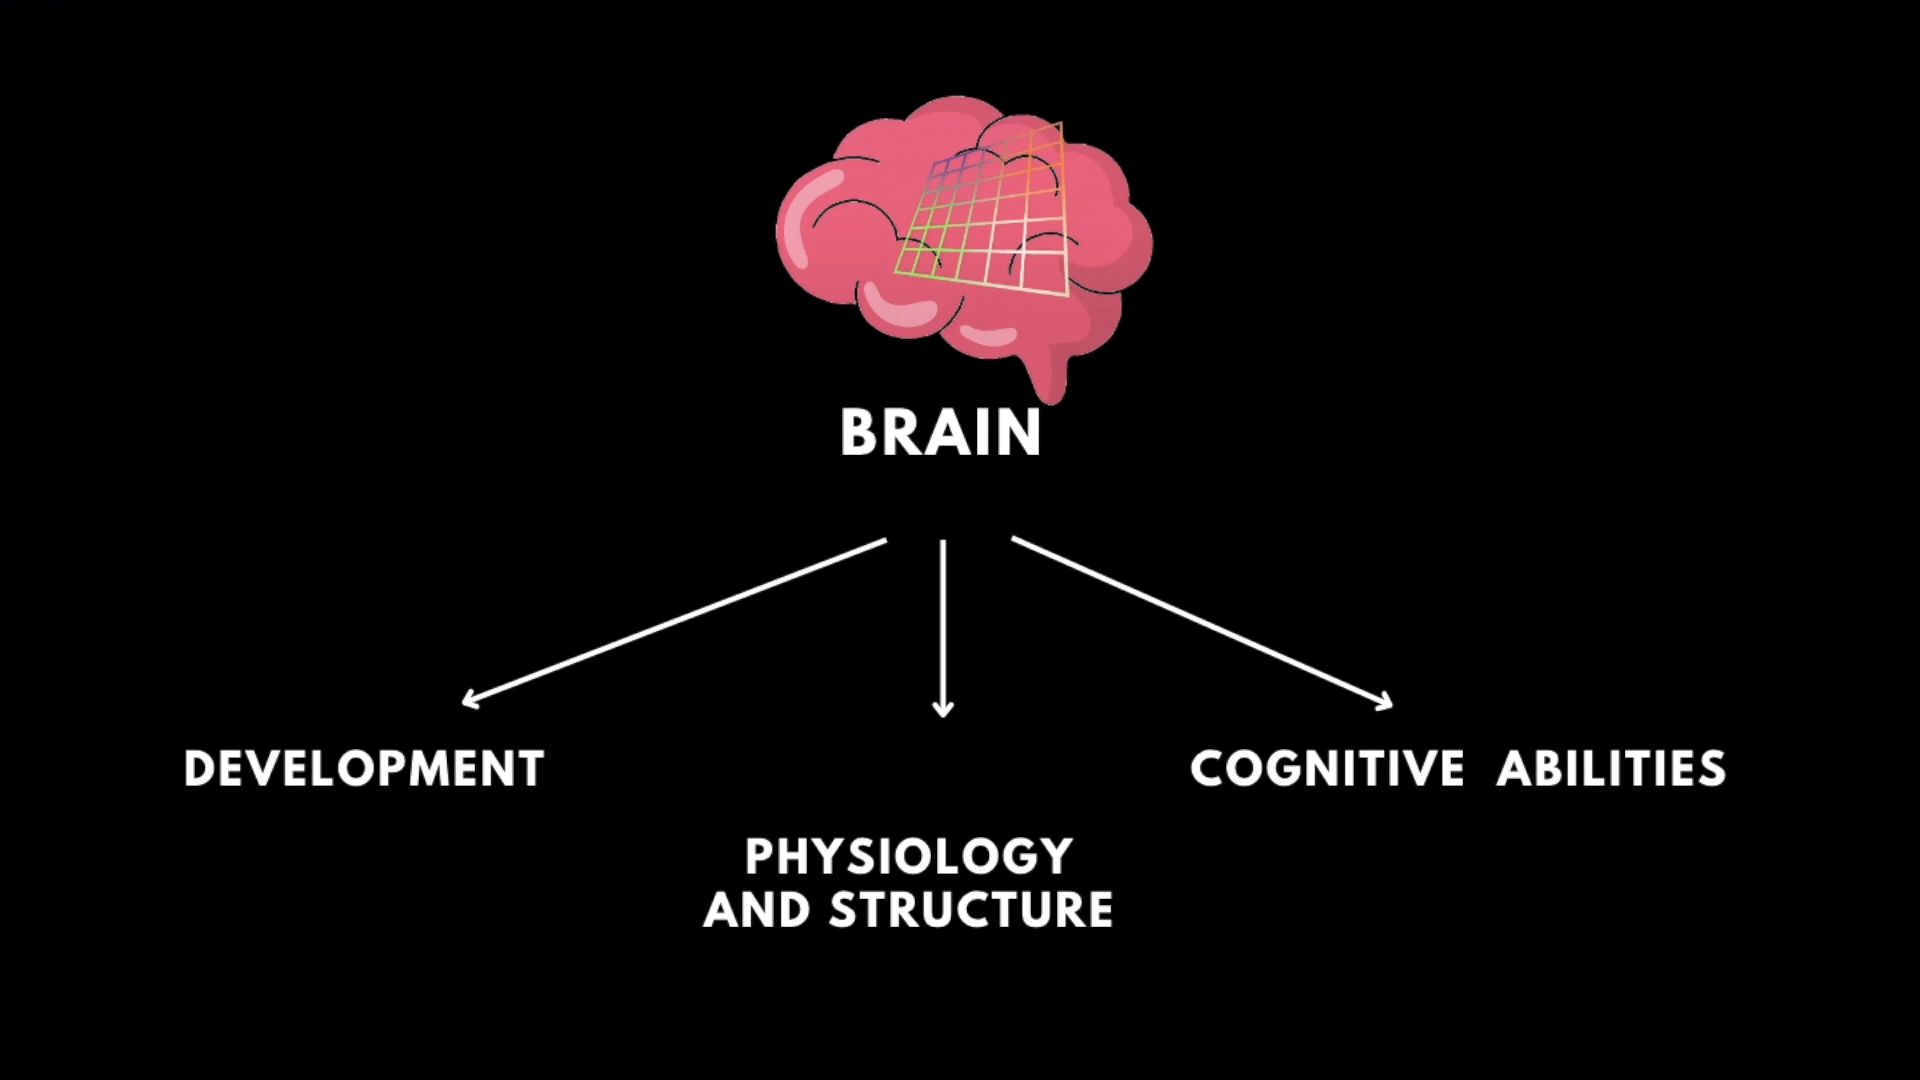 BRAIN
DEVELOPMENT
COGNITIVE ABILITIES
PHYSIOLOGY
AND STRUCTURE